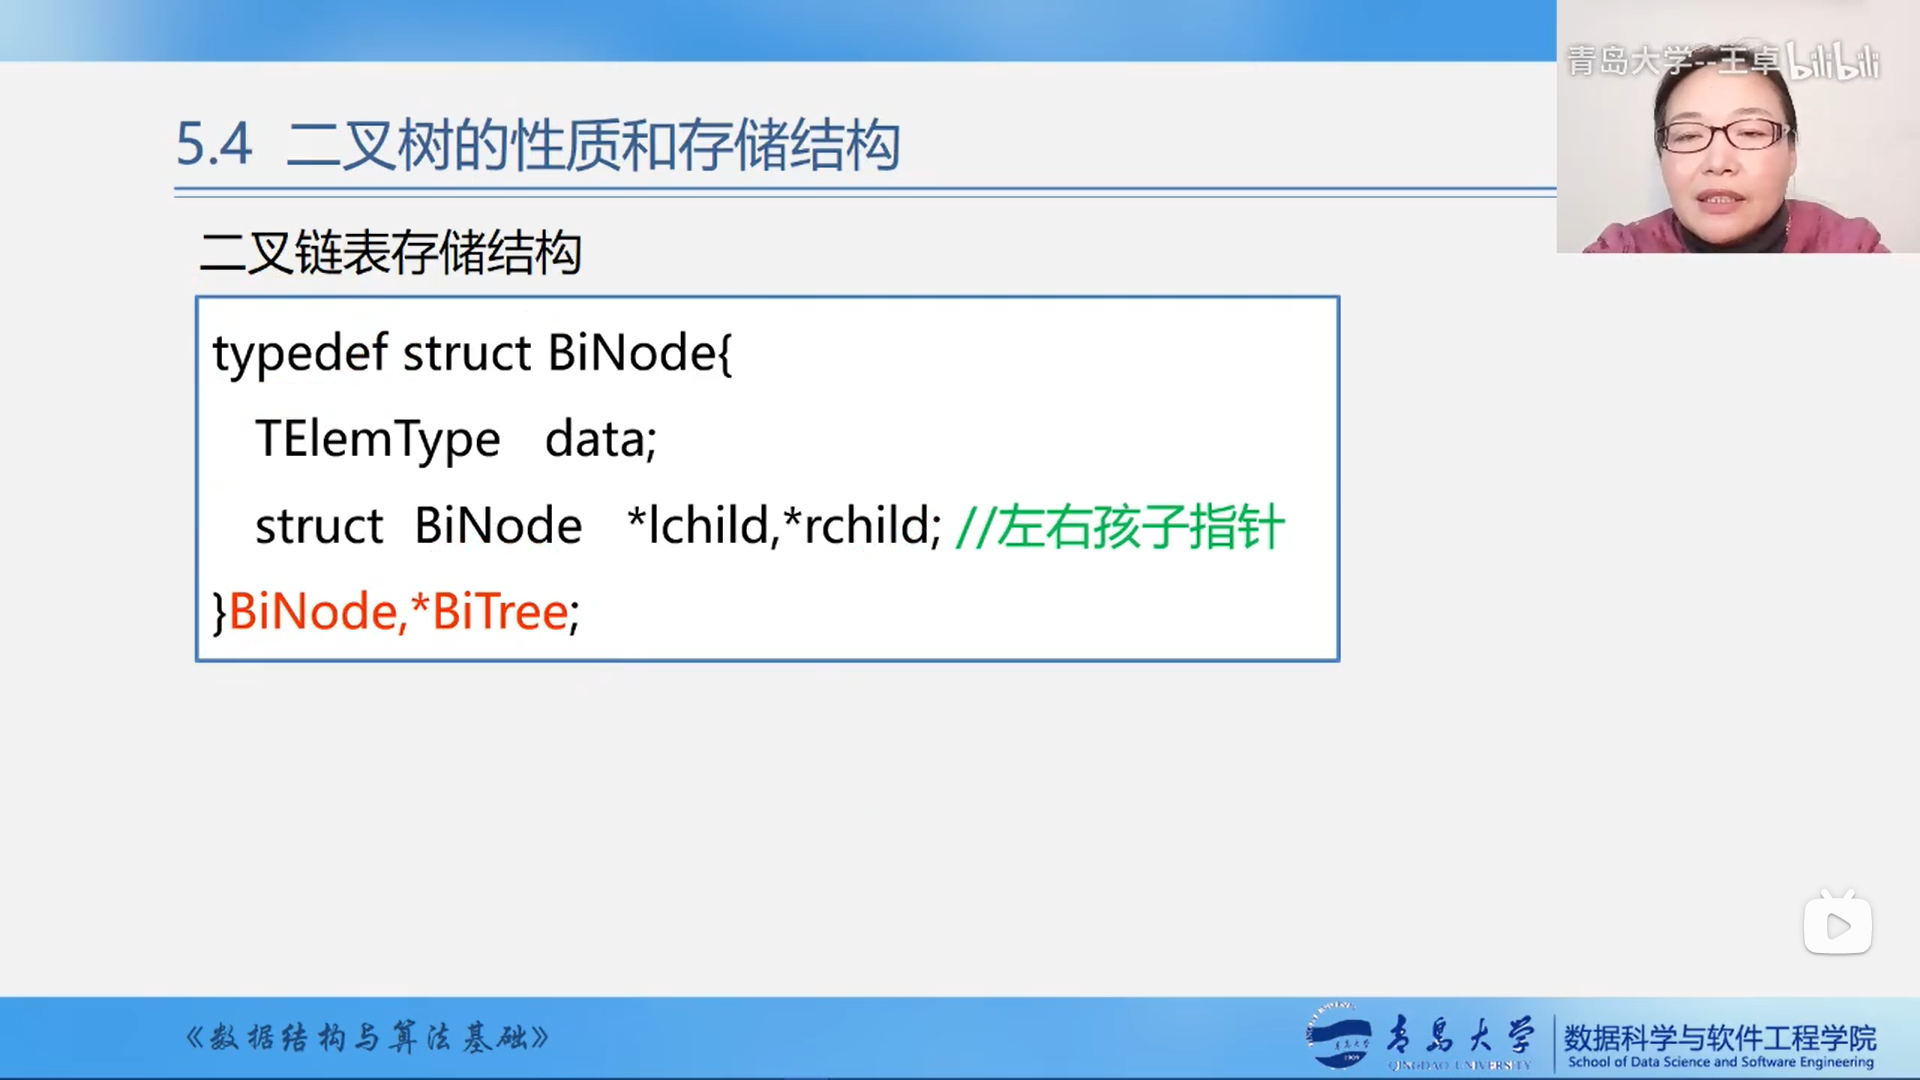 青岛大学--王卓 bilibili
5.4 二叉树的性质和存储结构
二叉链表存储结构
typedef struct BiNode{
TElemType data;
struct BiNode *lchild,*rchild; //左右孩子指针
}BiNode,*BiTree;
《数据结构与算法基础》
青岛大学
QINGDAO UNIVERSITY
数据科学与软件工程学院
School of Data Science and Software Engineering